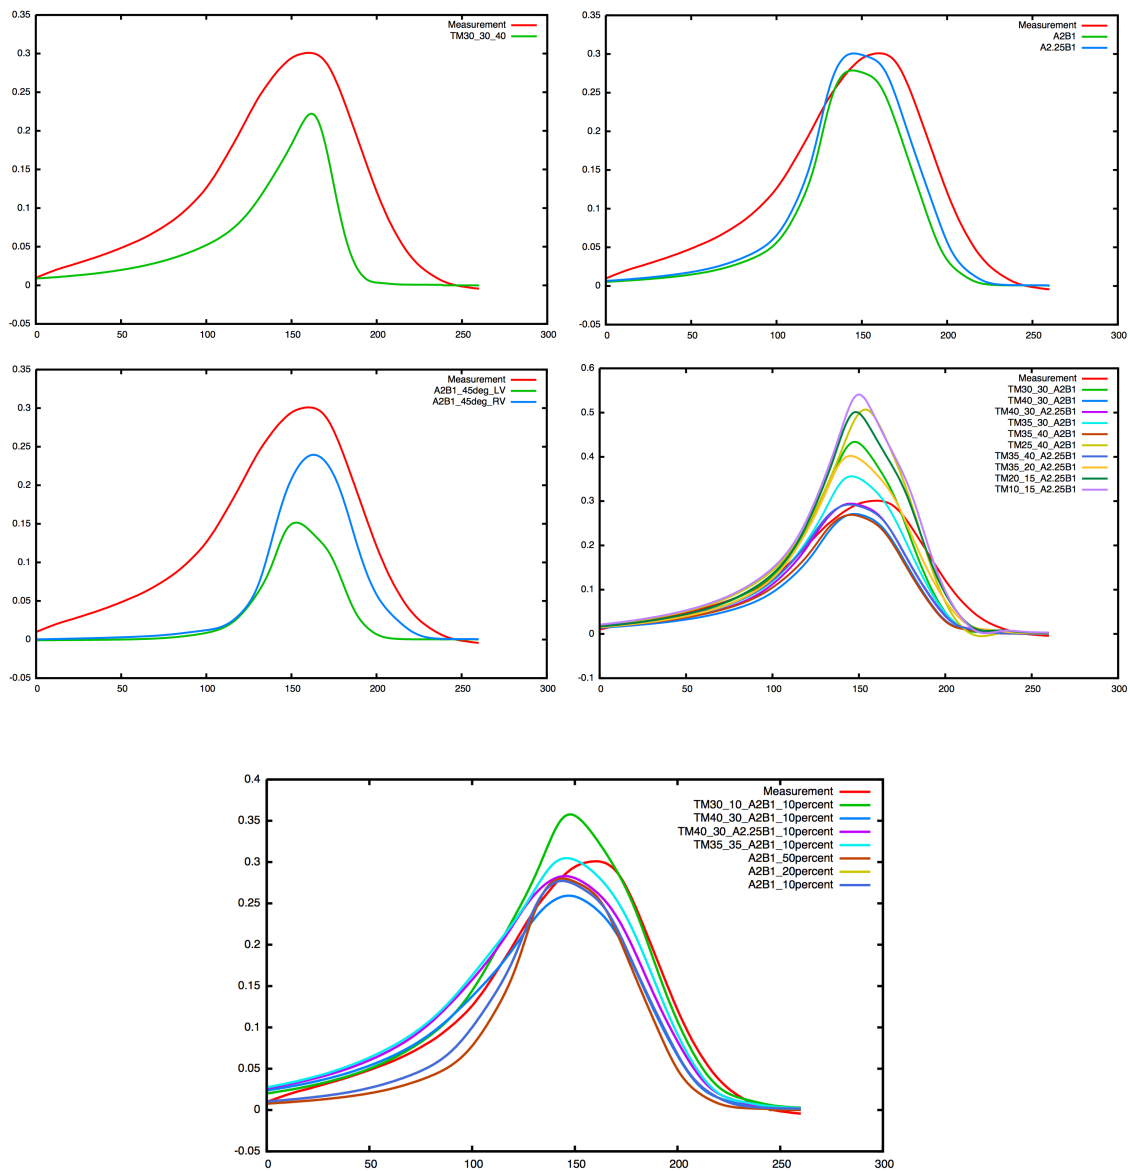 0.35
0.3
0.25
0.2
0.15
0.1
0.05
0
-0.05
0 50 100 150 200 250 300
Measurement
TM30_30_40
0.35
0.3
0.25
0.2
0.15
0.1
0.05
0
-0.05
0 50 100 150 200 250 300
Measurement
A2B1
A2.25B1
0.35
0.3
0.25
0.2
0.15
0.1
0.05
0
-0.05
0 50 100 150 200 250 300
Measurement
A2B1_45deg_LV
A2B1_45deg_RV
0.6
0.5
0.4
0.3
0.2
0.1
0
-0.1
0 50 100 150 200 250 300
Measurement
TM30_30_A2B1
TM40_30_A2B1
TM40_30_A2.25B1
TM35_30_A2B1
TM35_40_A2B1
TM25_40_A2B1
TM35_40_A2.25B1
TM35_20_A2.25B1
TM20_15_A2.25B1
TM10_15_A2.25B1
0.4
0.35
0.3
0.25
0.2
0.15
0.1
0.05
0
-0.05
0 50 100 150 200 250 300
Measurement
TM30_10_A2B1_10percent
TM40_30_A2B1_10percent
TM40_30_A2.25B1_10percent
TM35_35_A2B1_10percent
A2B1_50percent
A2B1_20percent
A2B1_10percent